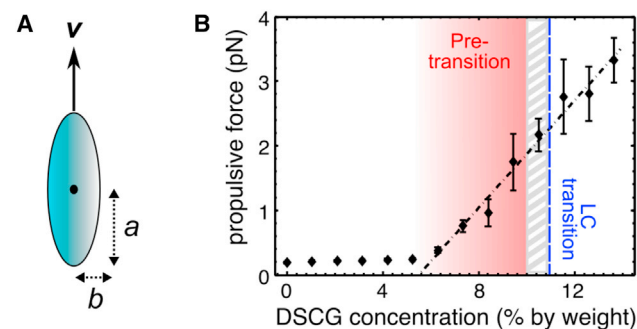 A
v
a
b
B
propulsive force (pN)
4
3
2
1
0
Pre-
transition
LC
transition
0
4
8
12
DSCG concentration (% by weight)